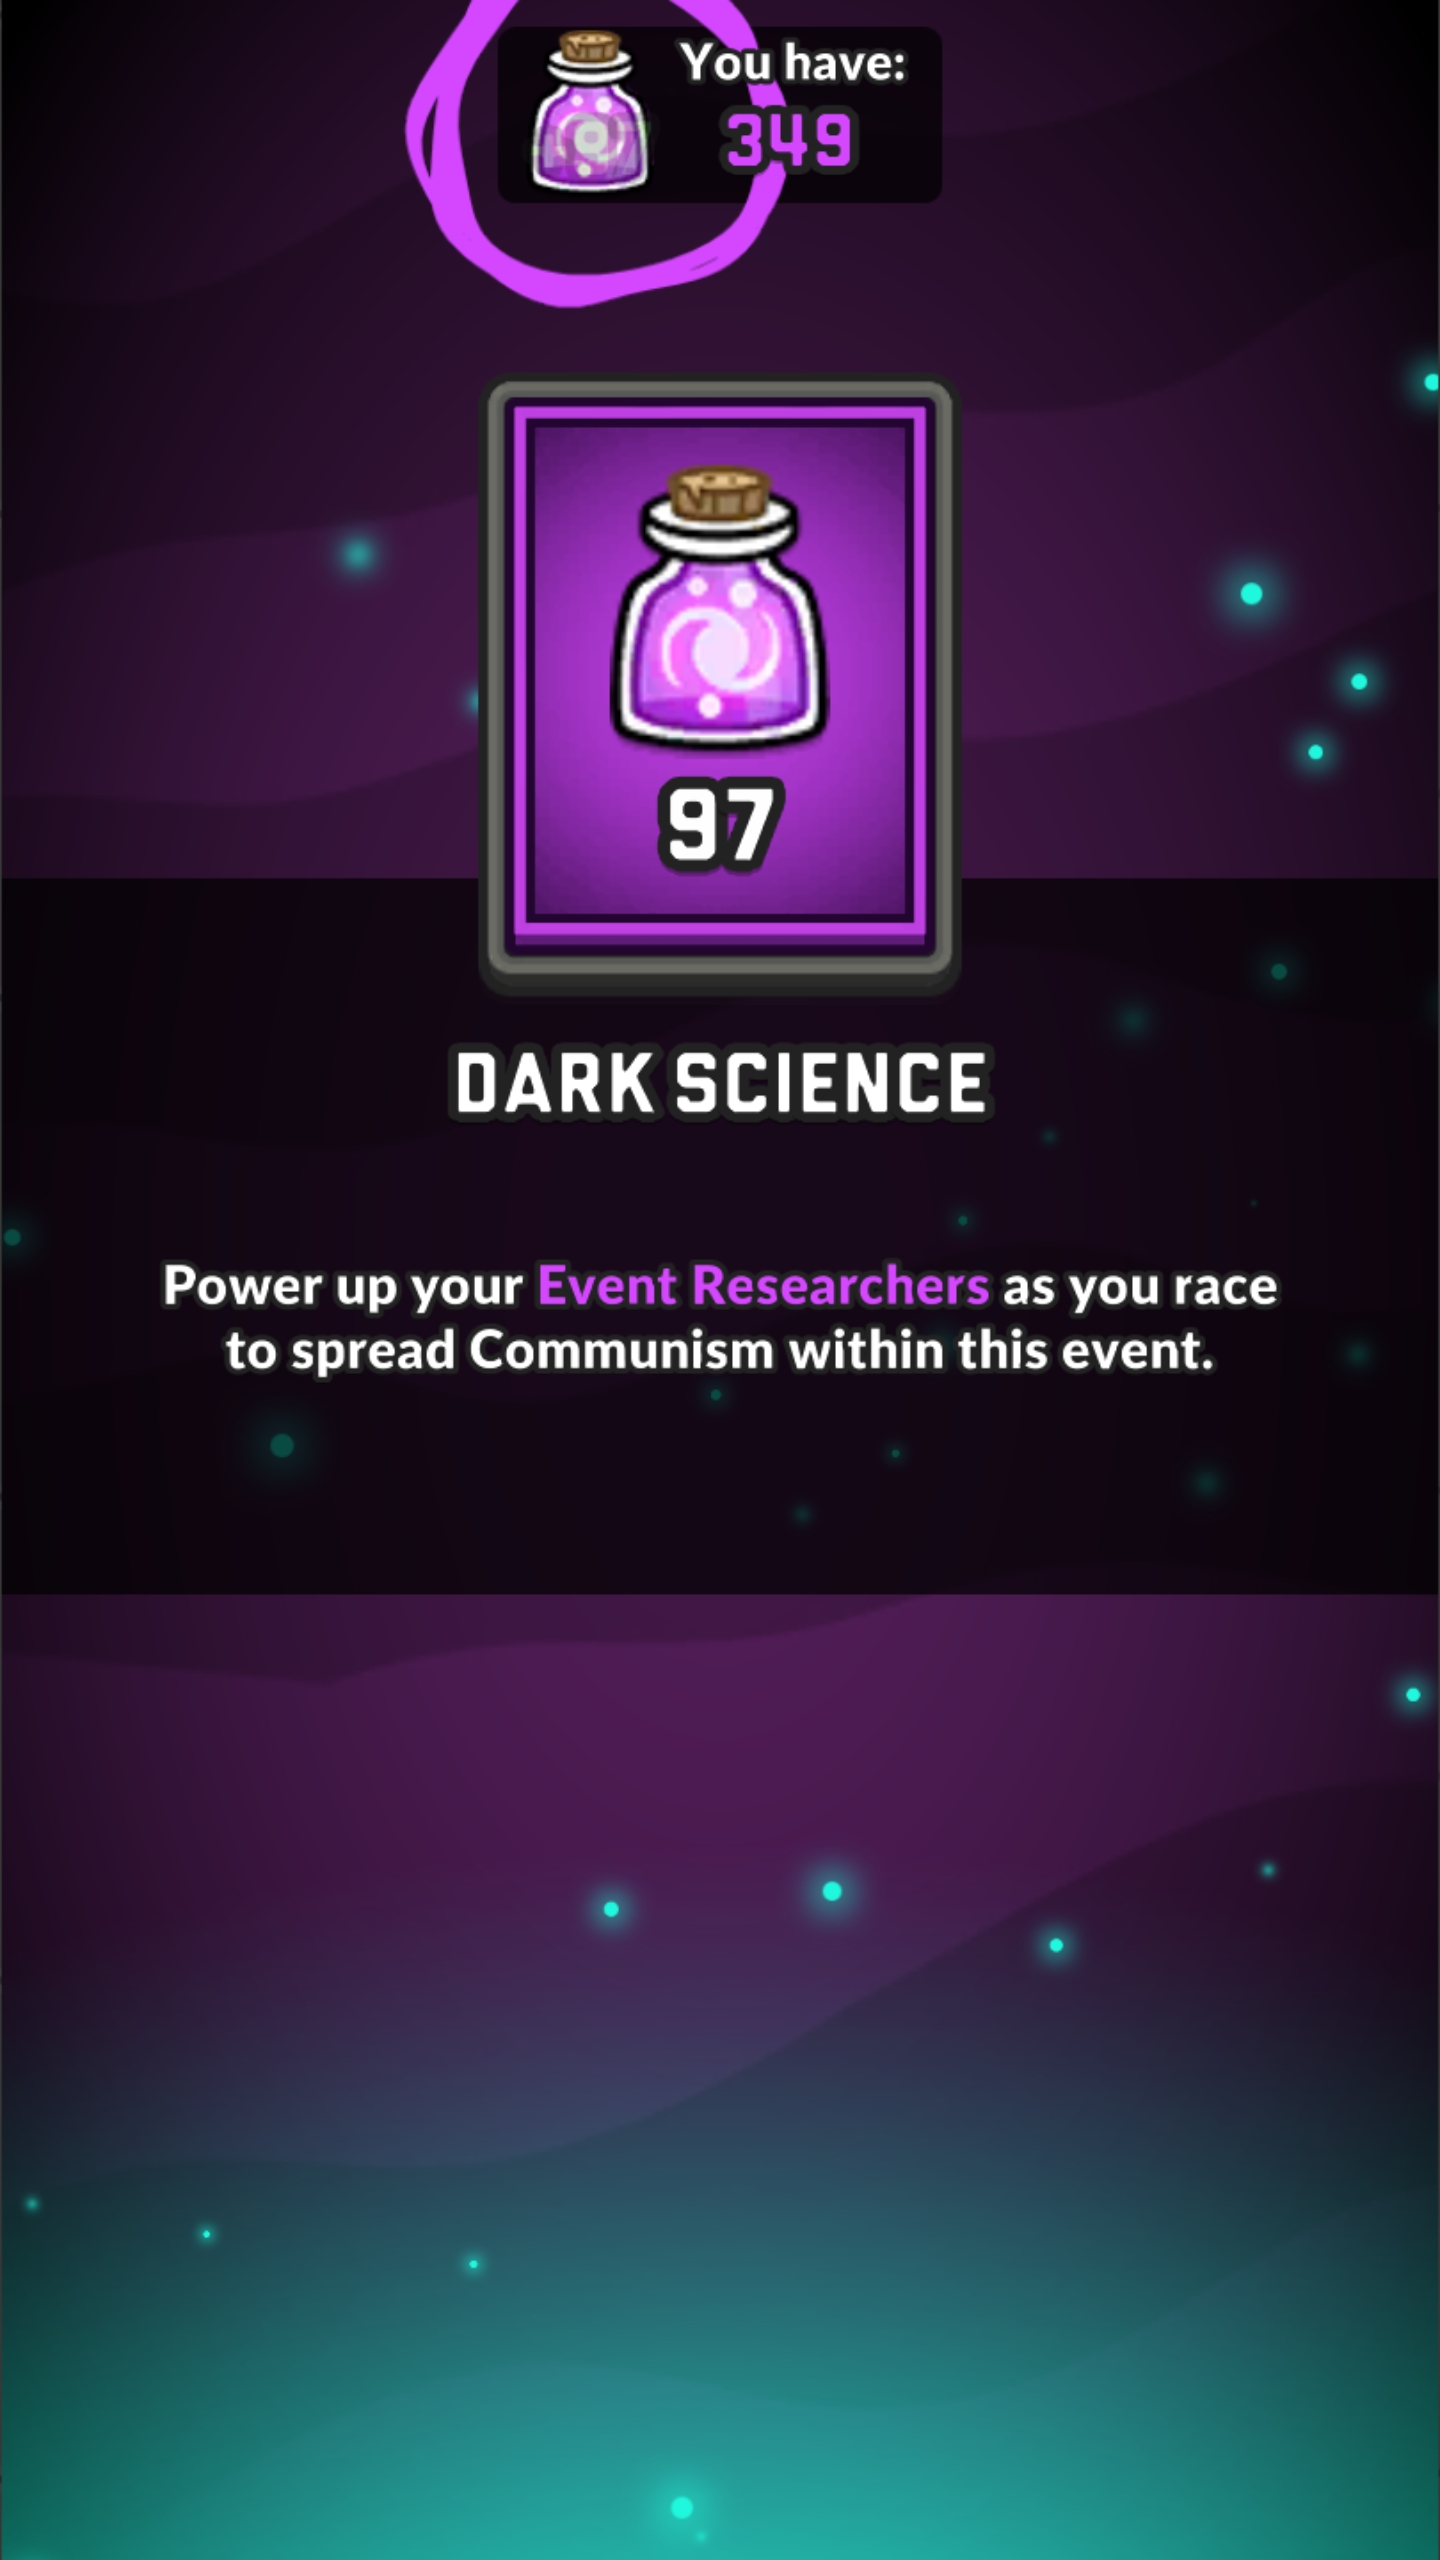 You have:
349
97
DARK SCIENCE
Power up your Event Researchers as you race
to spread Communism within this event.